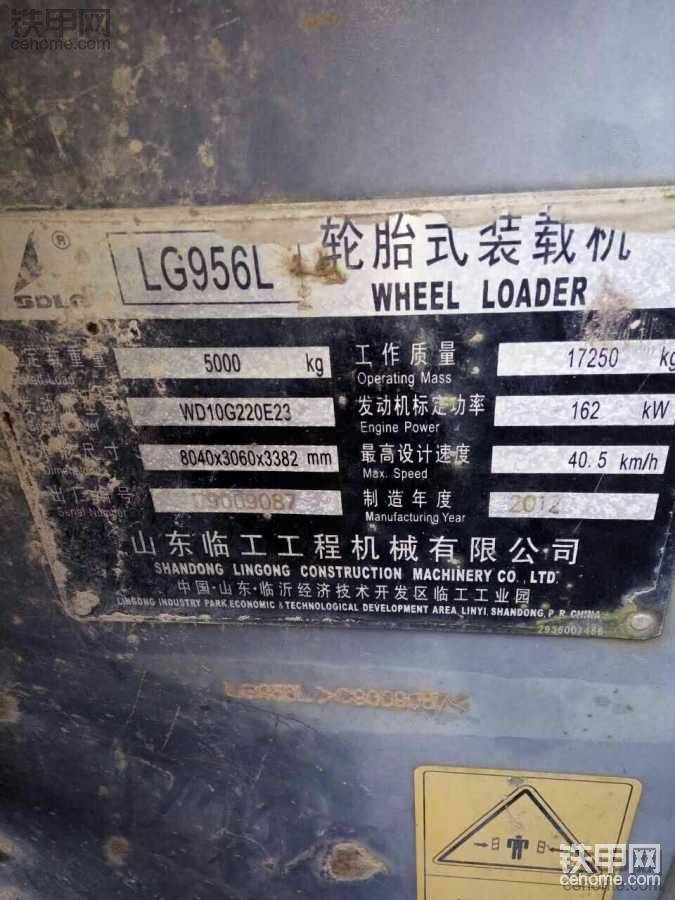 铁甲网
cehome.com
®
SDLG
LG956L
轮胎式装载机
WHEEL LOADER
5000 kg
工作质量
Operating Mass
17250 kg
WD10G220E23
发动机标定功率
Engine Power
162 kW
尺寸
8040x3060x3382 mm
最高设计速度
Max. Speed
40.5 km/h
号
Serial Number
制造年度
Manufacturing Year
2012
山东临工工程机械有限公司
SHANDONG LINGONG CONSTRUCTION MACHINERY CO., LTD.
中国·山东·临沂经济技术开发区临工工业园
LINGONG INDUSTRY PARK, ECONOMIC & TECHNOLOGICAL DEVELOPMENT AREA, LINYI, SHANDONG, P. R. CHINA
铁甲网
cehome.com